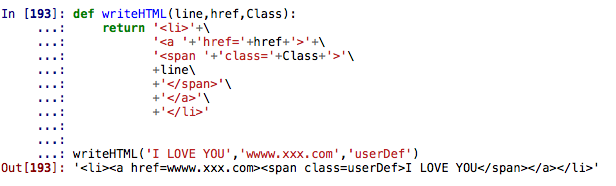 In [193]: def writeHTML(line,href,Class):
     ...:     return '<li>'+\
     ...:            '<a '+'href='+href+'>'+\
     ...:            '<span '+'class='+Class+'>'\
     ...:            +line\
     ...:            +'</span>'\
     ...:            +'</a>'\
     ...:            +'</li>'
     ...:
     ...:
     ...: writeHTML('I LOVE YOU','wwww.xxx.com','userDef')
Out[193]: '<li><a href=wwww.xxx.com><span class=userDef>I LOVE YOU</span></a></li>'